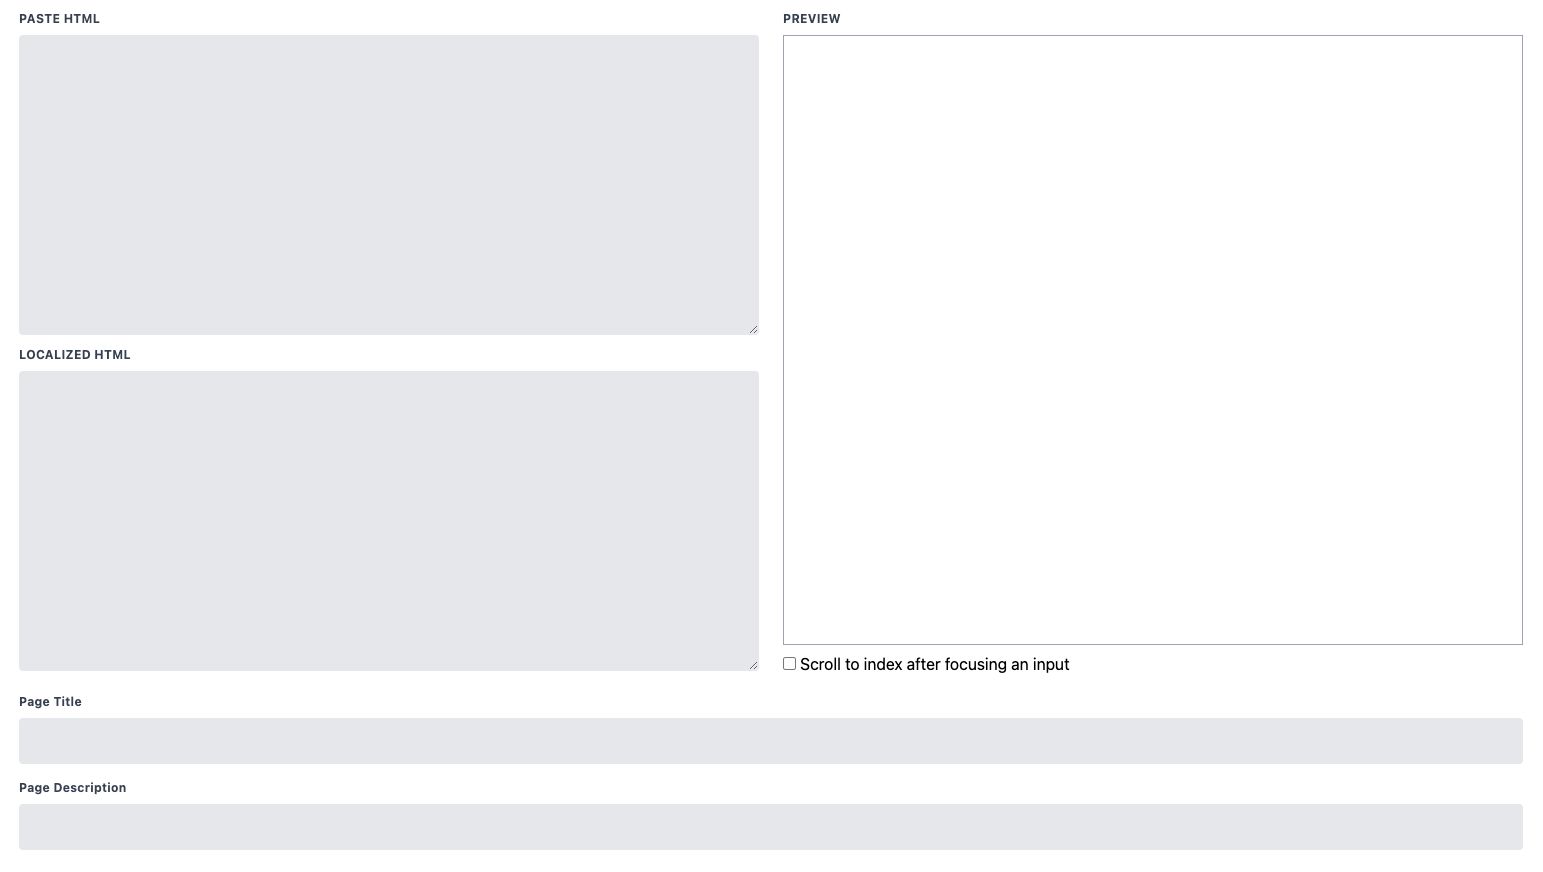 PASTE HTML
PREVIEW
LOCALIZED HTML
Scroll to index after focusing an input
Page Title
Page Description